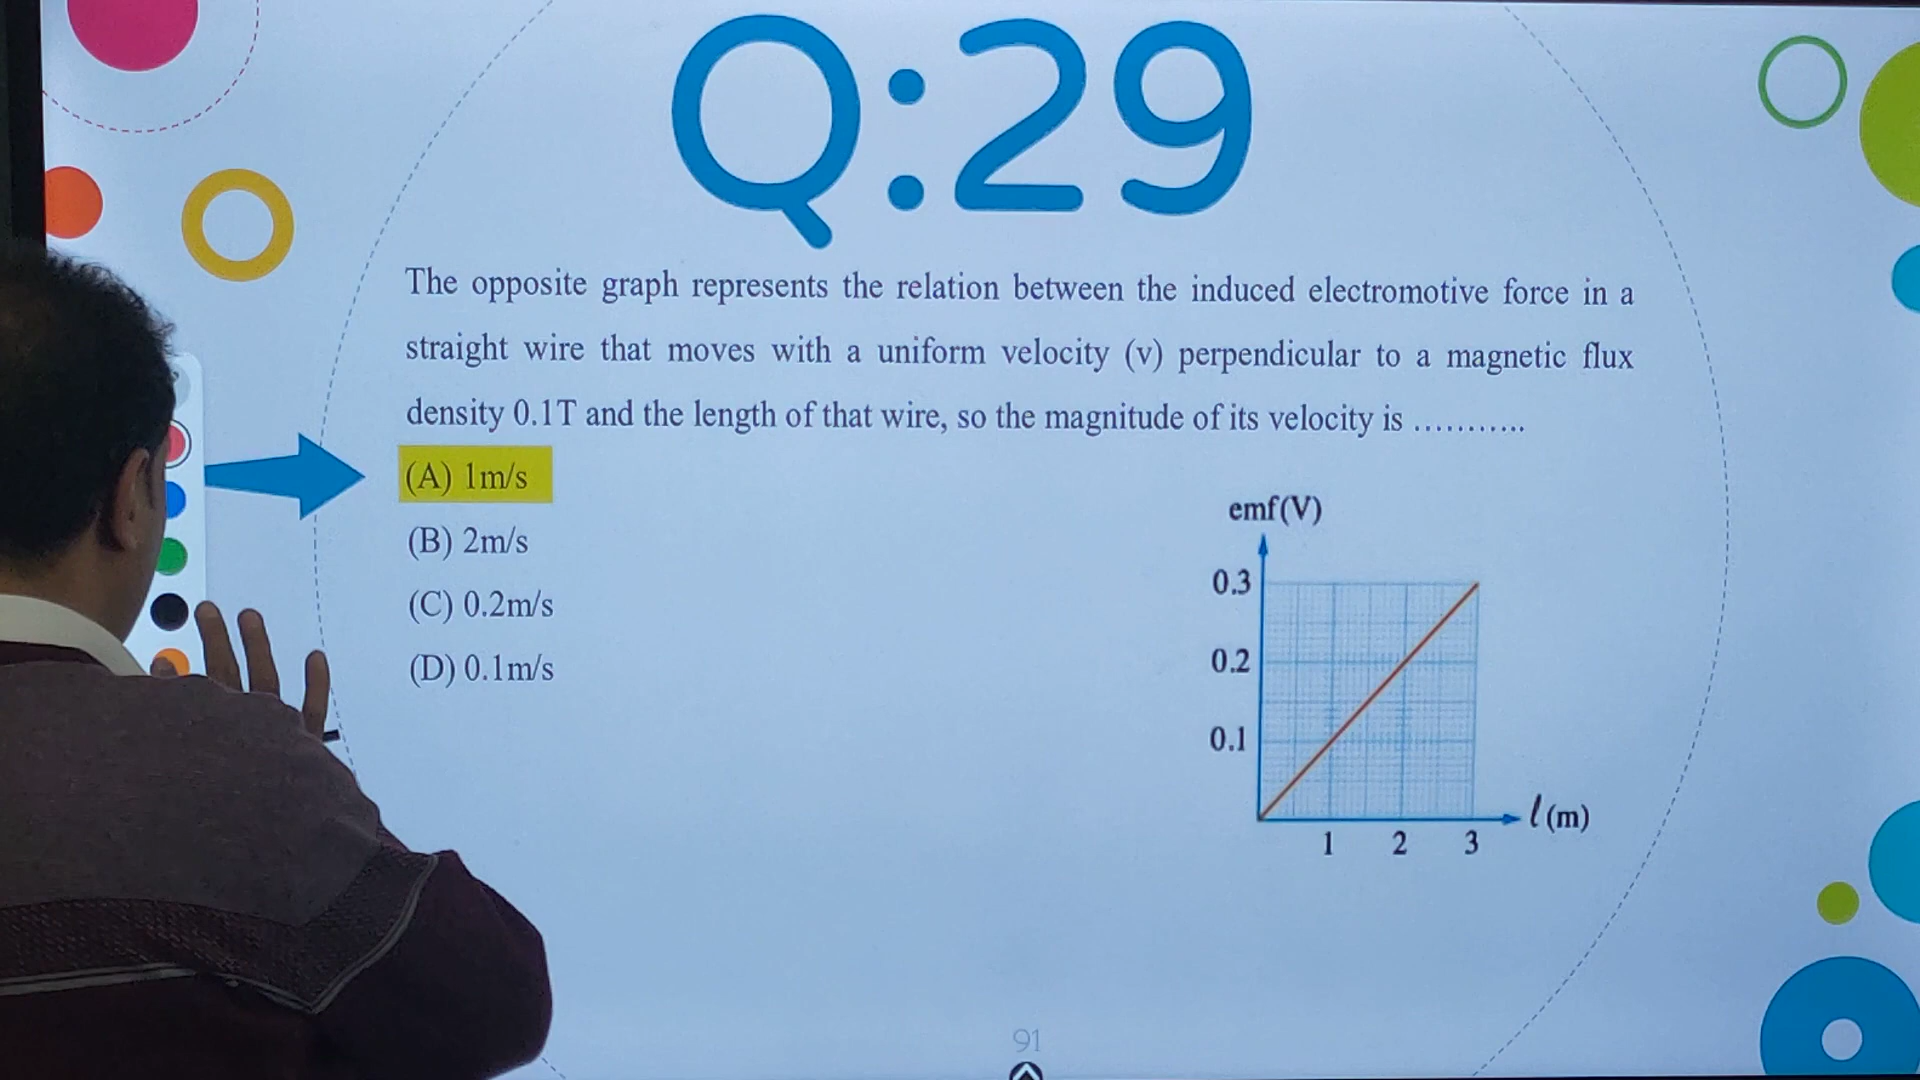 Q:29
The opposite graph represents the relation between the induced electromotive force in a
straight wire that moves with a uniform velocity (v) perpendicular to a magnetic flux
density 0.1T and the length of that wire, so the magnitude of its velocity is ...........
(A) 1m/s
(B) 2m/s
(C) 0.2m/s
(D) 0.1m/s
emf(V)
0.3
0.2
0.1
l(m)
1 2 3
91